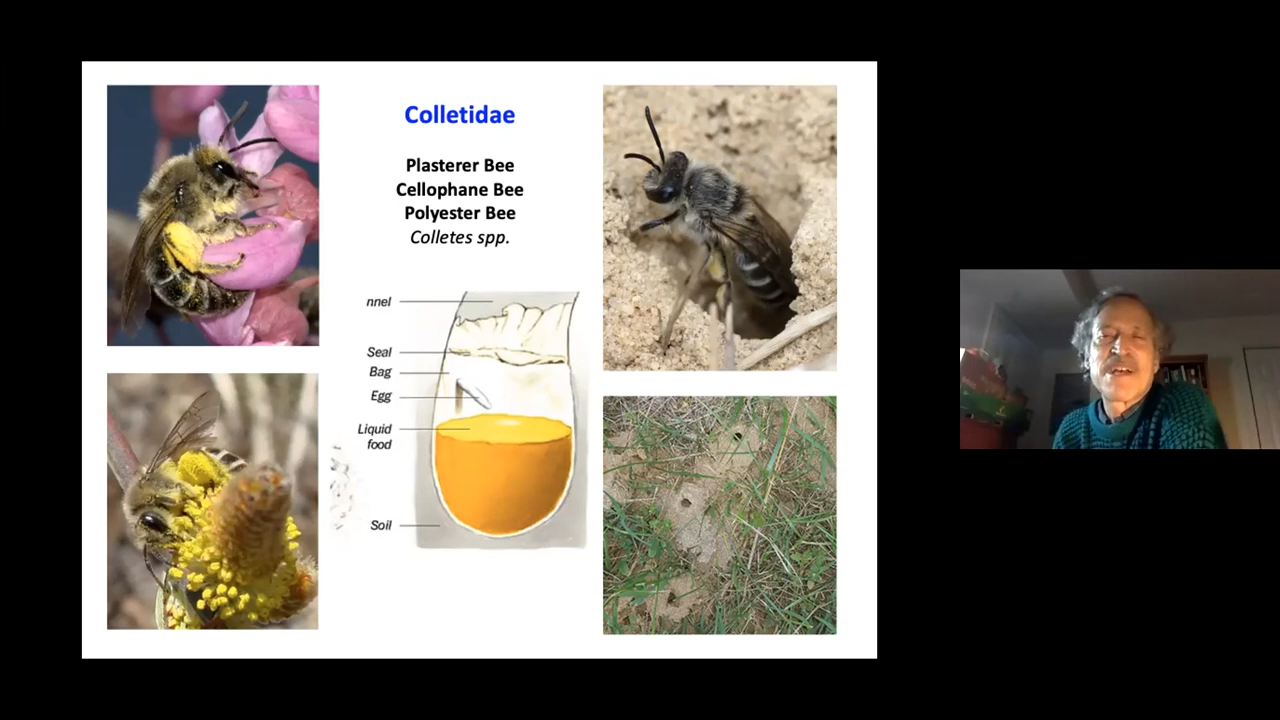 Colletidae
Plasterer Bee
Cellophane Bee
Polyester Bee
Colletes spp.
nnel
Seal
Bag
Egg
Liquid
food
Soil